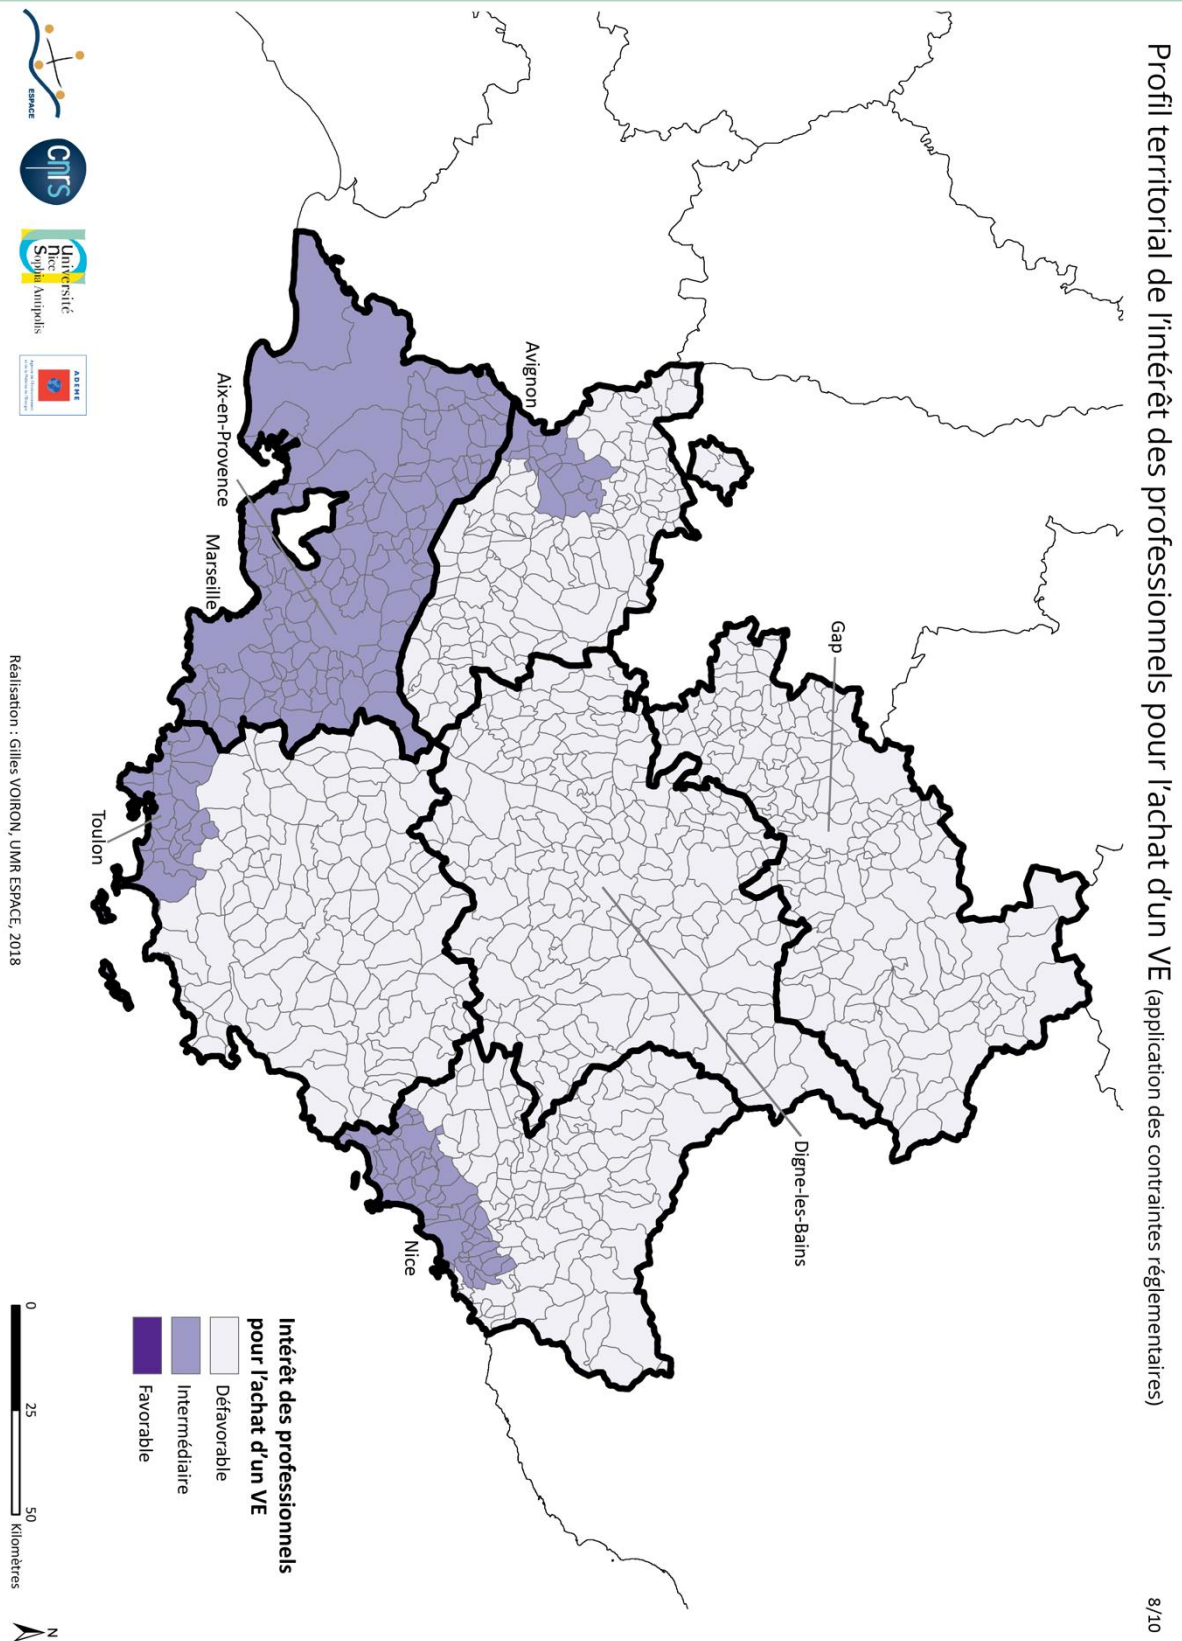 Profil territorial de l'intérêt des professionnels pour l'achat d'un VE (application des contraintes réglementaires)
8/10
Gap
Digne-les-Bains
Avignon
Aix-en-Provence
Marseille
Toulon
Nice
Intérêt des professionnels
pour l'achat d'un VE
Défavorable
Intermédiaire
Favorable
0 25 50 Kilomètres
N
ESPACE
cnrs
Université
nice
Sophia Antipolis
ADEME
Réalisation : Gilles VOIRON, UMR ESPACE, 2018